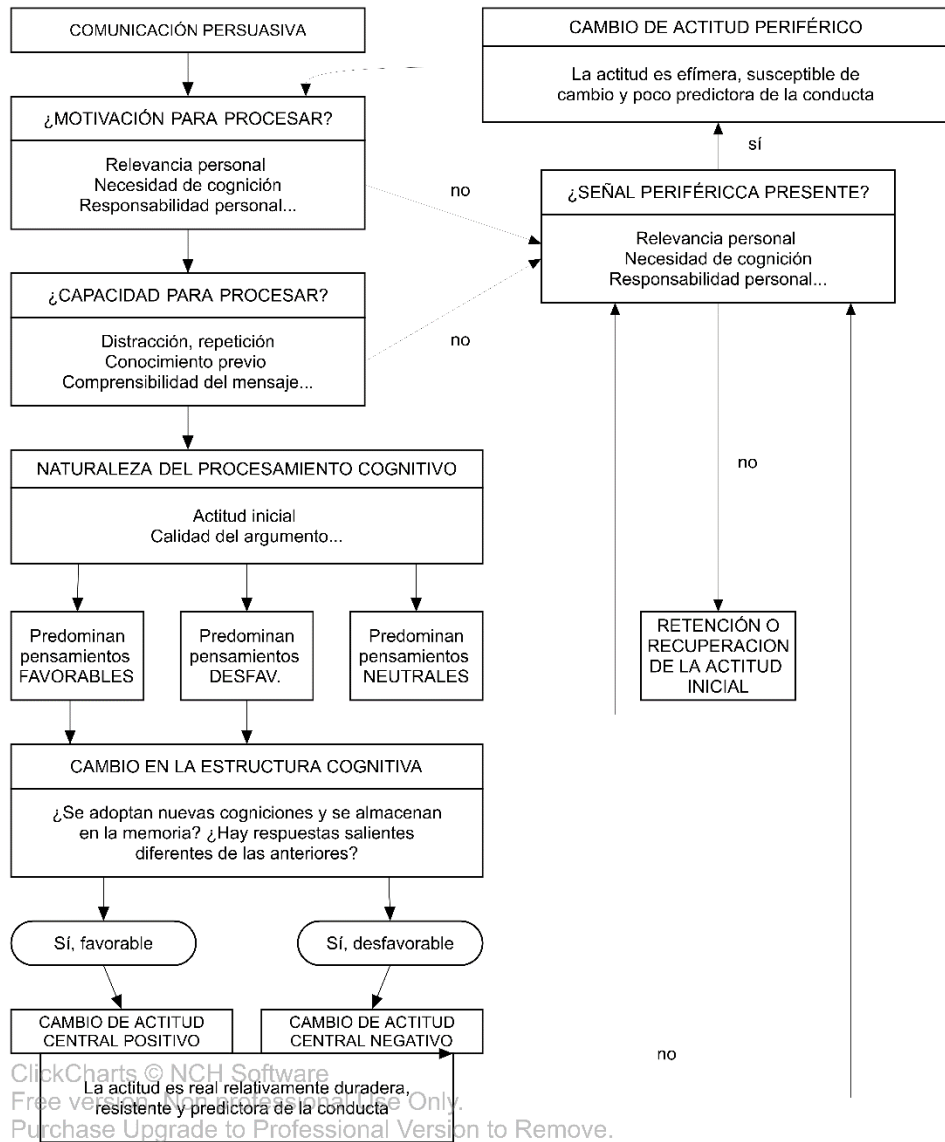 COMUNICACIÓN PERSUASIVA
CAMBIO DE ACTITUD PERIFÉRICO
La actitud es efímera, susceptible de
cambio y poco predictora de la conducta
¿MOTIVACIÓN PARA PROCESAR?
Relevancia personal
Necesidad de cognición
Responsabilidad personal...
no
sí
¿SEÑAL PERIFÉRICCA PRESENTE?
Relevancia personal
Necesidad de cognición
Responsabilidad personal...
¿CAPACIDAD PARA PROCESAR?
Distracción, repetición
Conocimiento previo
Comprensibilidad del mensaje...
no
NATURALEZA DEL PROCESAMIENTO COGNITIVO
Actitud inicial
Calidad del argumento...
no
Predominan
pensamientos
FAVORABLES
Predominan
pensamientos
DESFAV.
Predominan
pensamientos
NEUTRALES
RETENCIÓN O
RECUPERACION
DE LA ACTITUD
INICIAL
CAMBIO EN LA ESTRUCTURA COGNITIVA
¿Se adoptan nuevas cogniciones y se almacenan
en la memoria? ¿Hay respuestas salientes
diferentes de las anteriores?
Sí, favorable
Sí, desfavorable
CAMBIO DE ACTITUD
CENTRAL POSITIVO
CAMBIO DE ACTITUD
CENTRAL NEGATIVO
no
La actitud es real relativamente duradera,
resistente y predictora de la conducta
ClickCharts © NCH Software
Free version. Non-professional Use Only.
Purchase Upgrade to Professional Version to Remove.